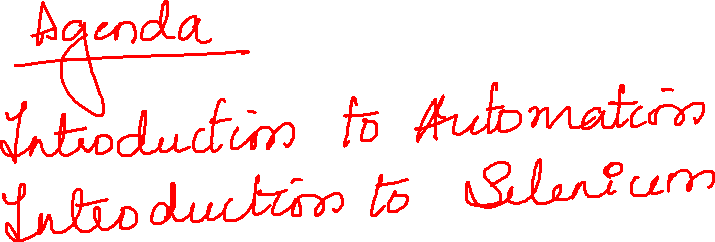 Agenda
Introduction to Automation
Introduction to Selenium